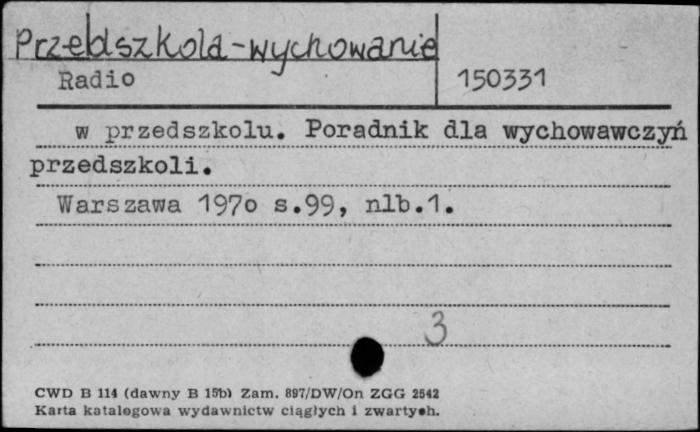 Przedszkola-wychowanie
Radio 150331
w przedszkolu. Poradnik dla wychowawczyń
przedszkoli.
Warszawa 1970 s.99, nlb.1.
3
CWD B 114 (dawny B 15b) Zam. 897/DW/On ZGG 2542
Karta katalogowa wydawnictw ciągłych i zwartych.